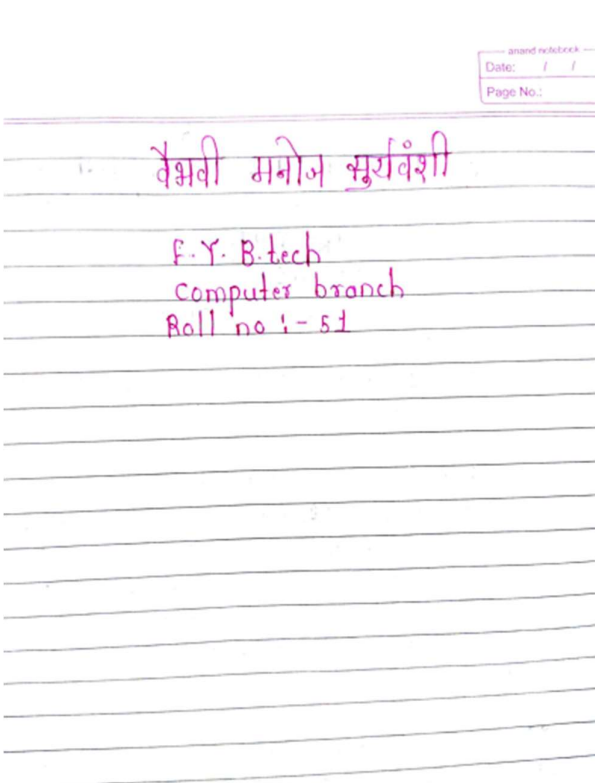 anand notebook
Date: / /
Page No.:
वैभवी मनोज सुर्यवंशी
F.Y. B.tech
Computer branch
Roll no :- 51